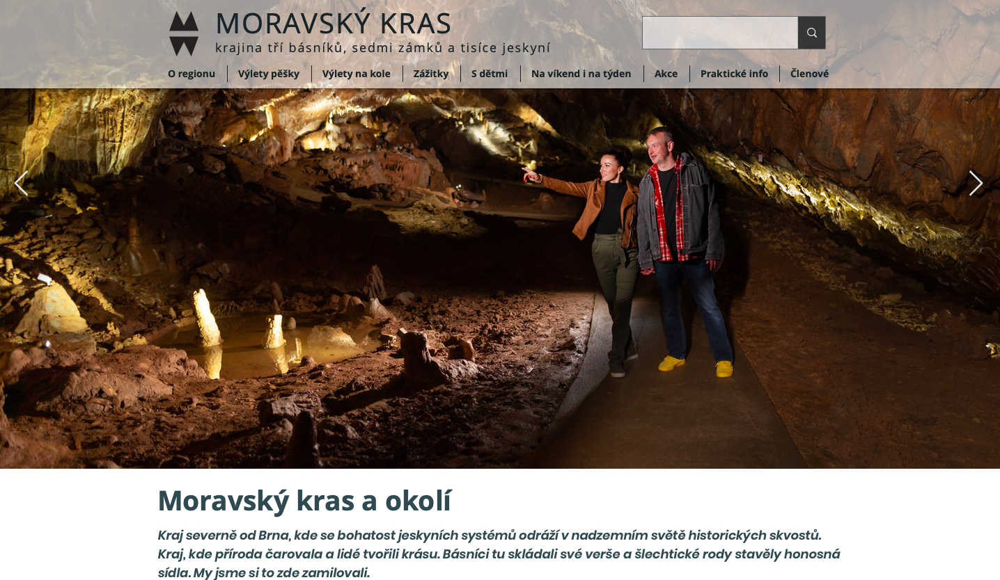 MORAVSKÝ KRAS
krajina tří básníků, sedmi zámků a tisíce jeskyní
O regionu
Výlety pěšky
Výlety na kole
Zážitky
S dětmi
Na víkend i na týden
Akce
Praktické info
Členové
Moravský kras a okolí
Kraj severně od Brna, kde se bohatost jeskyních systémů odráží v nadzemním světě historických skvostů.
Kraj, kde příroda čarovala a lidé tvořili krásu. Básníci tu skládali své verše a šlechtické rody stavěly honosná
sídla. My jsme si to zde zamilovali.